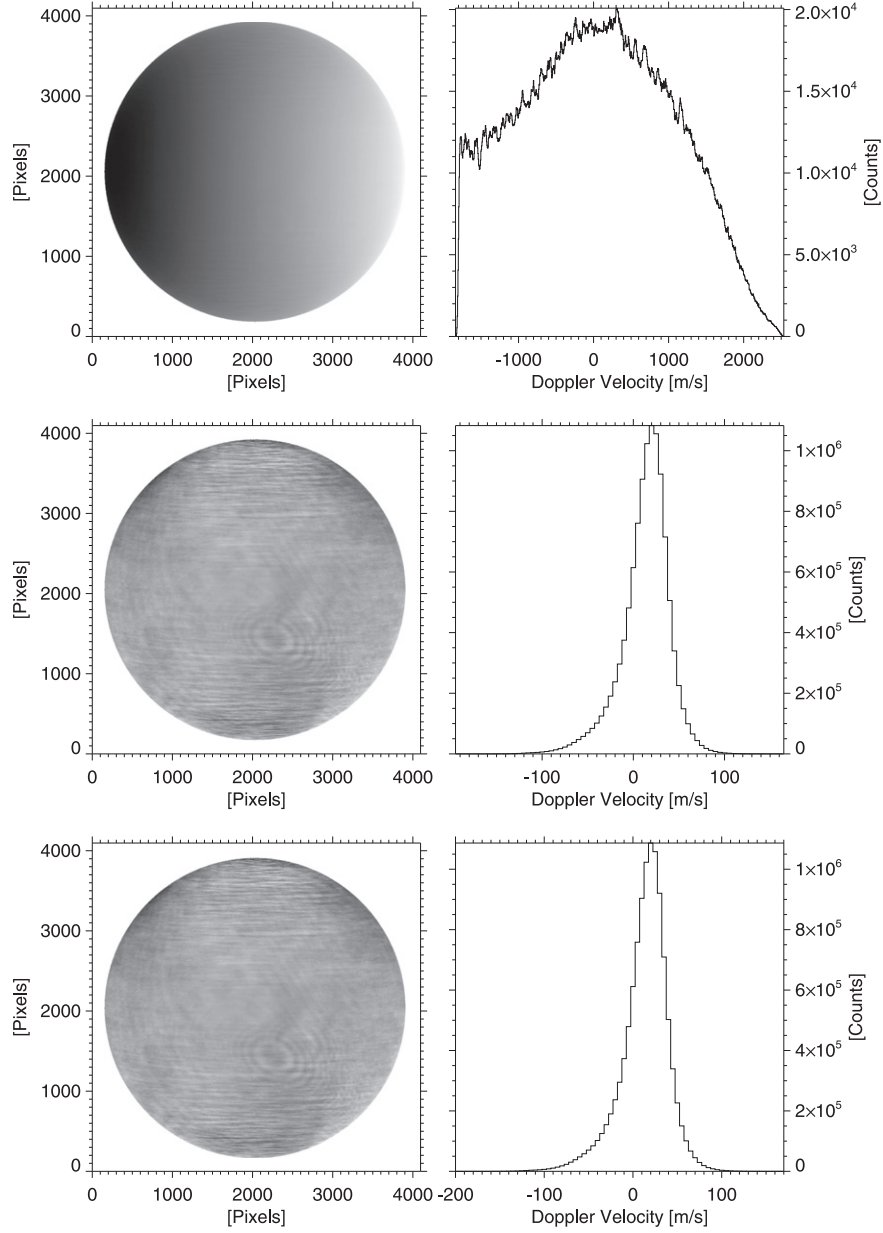 4000
3000
2000
1000
0
[Pixels]
0 1000 2000 3000 4000
[Pixels]
2.0×10⁴
1.5×10⁴
1.0×10⁴
5.0×10³
0
[Counts]
-1000 0 1000 2000
Doppler Velocity [m/s]
4000
3000
2000
1000
0
[Pixels]
0 1000 2000 3000 4000
[Pixels]
1×10⁶
8×10⁵
6×10⁵
4×10⁵
2×10⁵
0
[Counts]
-100 0 100
Doppler Velocity [m/s]
4000
3000
2000
1000
0
[Pixels]
0 1000 2000 3000 4000
[Pixels]
1×10⁶
8×10⁵
6×10⁵
4×10⁵
2×10⁵
0
[Counts]
-200 -100 0 100
Doppler Velocity [m/s]